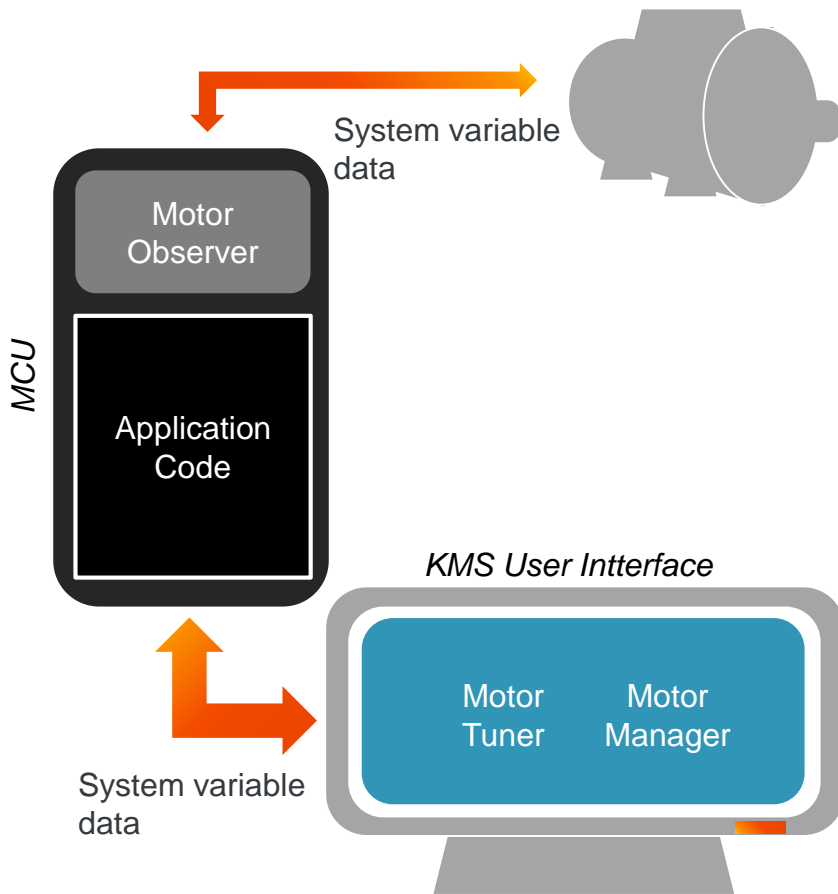 System variable
data
Motor
Observer
MCU
Application
Code
KMS User Intterface
Motor
Tuner
Motor
Manager
System variable
data